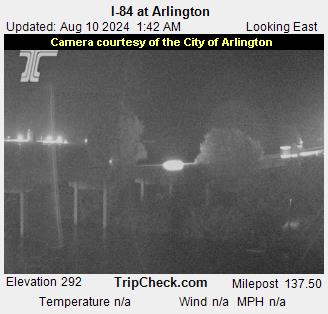 I-84 at Arlington
Updated: Aug 10 2024 1:42 AM Looking East
Camera courtesy of the City of Arlington
Elevation 292 TripCheck.com Milepost 137.50
Temperature n/a Wind n/a MPH n/a